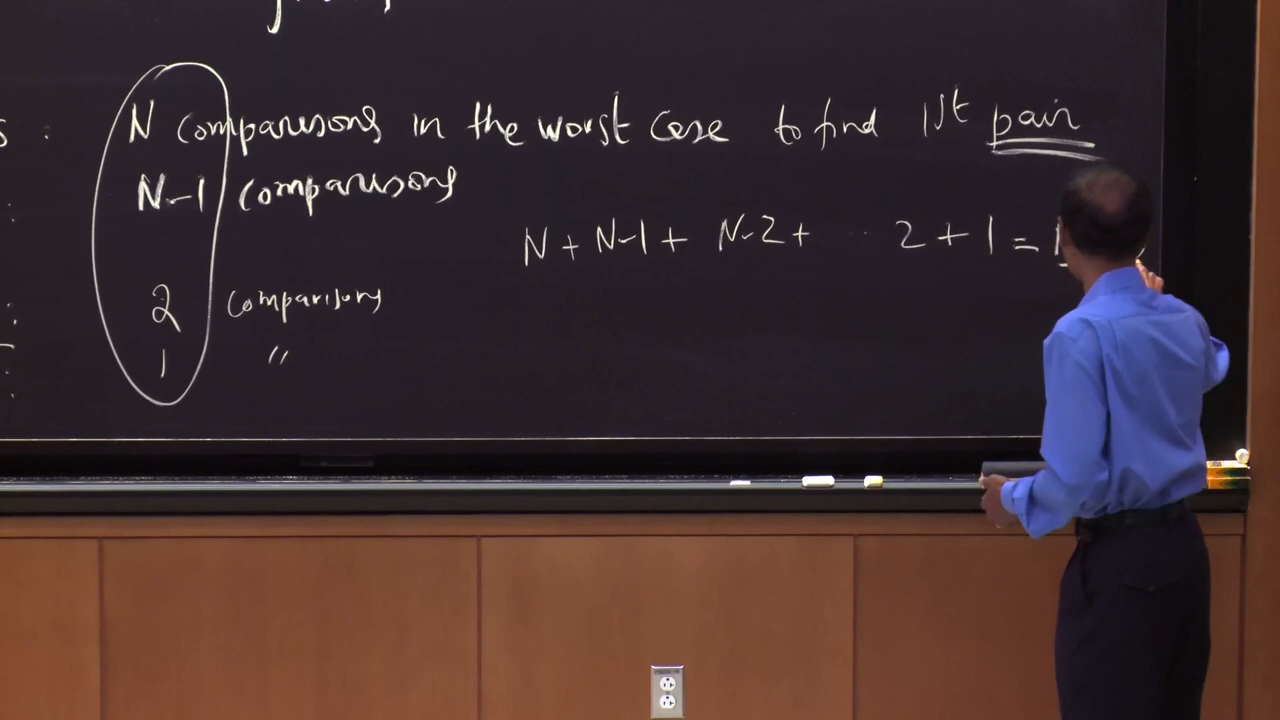 N comparisons in the worst case to find 1st pair
N-1 comparisons
N + N-1 + N-2 + ... 2 + 1 =
2 comparisons
1 "